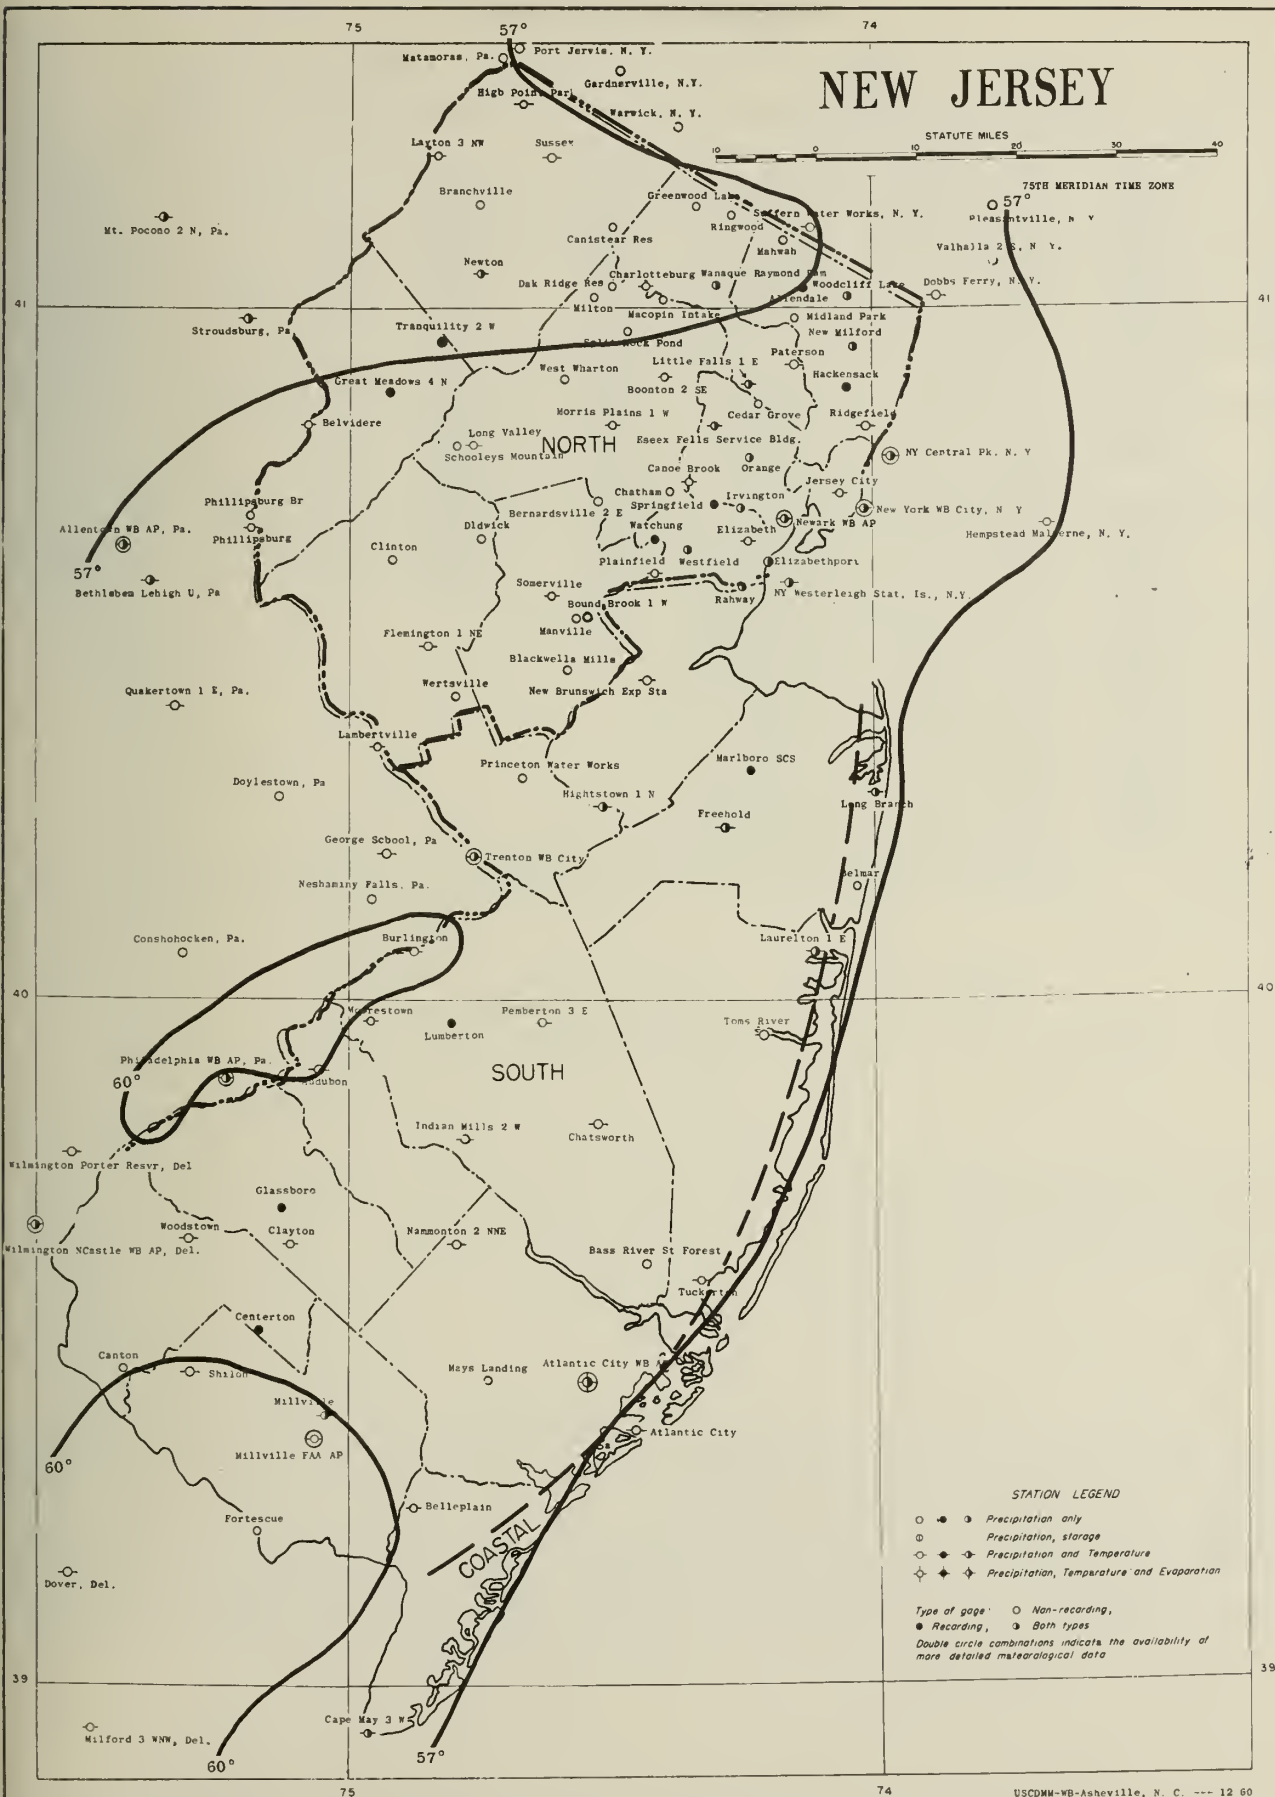 75
57°
74
Port Jervis, N. Y.
Matamoras, Pa.
Gardnerville, N.Y.
High Point Park
Warwick, N. Y.
NEW JERSEY
STATUTE MILES
10 0 10 20 30 40
75TH MERIDIAN TIME ZONE
57°
Layton 3 NW
Sussex
Branchville
Greenwood Lake
Pleasantville, N Y
Suffern Water Works, N. Y.
Ringwood
Mt. Pocono 2 N, Pa.
Canistear Res
Mahwah
Valhalla 2 S, N. Y.
Newton
Charlotteburg
Wanaque Raymond Dam
Oak Ridge Res
Woodcliff Lake
Dobbs Ferry, N. Y.
41
Milton
Allendale
41
Macopin Intake
Midland Park
Stroudsburg, Pa.
Tranquility 2 W
New Milford
Split Rock Pond
Paterson
Little Falls 1 E
West Wharton
Great Meadows 4 N
Boonton 2 SE
Hackensack
Cedar Grove
Belvidere
Morris Plains 1 W
Ridgefield
Long Valley
NORTH
Essex Fells Service Bldg.
Schooleys Mountain
NY Central Pk. N. Y
Canoe Brook
Orange
Jersey City
Phillipsburg Br
Chatham
Irvington
Bernardsville 2 E
Springfield
New York WB City, N Y
Allentown WB AP, Pa.
Oldwick
Watchung
Elizabeth
Newark WB AP
Phillipsburg
Hempstead Malverne, N. Y.
Clinton
Plainfield
Westfield
Elizabethport
57°
Bethlehem Lehigh U, Pa
Somerville
Rahway
NY Westerleigh Stat. Is., N.Y.
Bound Brook 1 W
Manville
Flemington 1 NE
Blackwells Mills
Wertsville
New Brunswick Exp Sta
Quakertown 1 E, Pa.
Lambertville
Princeton Water Works
Marlboro SCS
Doylestown, Pa
Hightstown 1 N
Long Branch
Freehold
George School, Pa
Trenton WB City
Neshaminy Falls, Pa.
Belmar
Conshohocken, Pa.
Burlington
Laurelton 1 E
40
40
Moorestown
Lumberton
Pemberton 3 E
Toms River
Philadelphia WB AP, Pa.
60°
Audubon
SOUTH
Indian Mills 2 W
Chatsworth
Wilmington Porter Resvr, Del
Glassboro
Woodstown
Clayton
Hammonton 2 NNE
Wilmington NCastle WB AP, Del.
Bass River St Forest
Tuckerton
Centerton
Canton
Shiloh
Mays Landing
Atlantic City WB AP
Millville
Atlantic City
60°
Millville FAA AP
Belleplain
Fortescue
COASTAL
Dover, Del.
STATION LEGEND
Precipitation only
Precipitation, storage
Precipitation and Temperature
Precipitation, Temperature and Evaporation
Type of gage: Non-recording,
Recording, Both types
Double circle combinations indicate the availability of
more detailed meteorological data
39
39
Cape May 3 W
Milford 3 WNW, Del.
60°
57°
75
74
USCOMM-WB-Asheville, N. C. --- 12 60